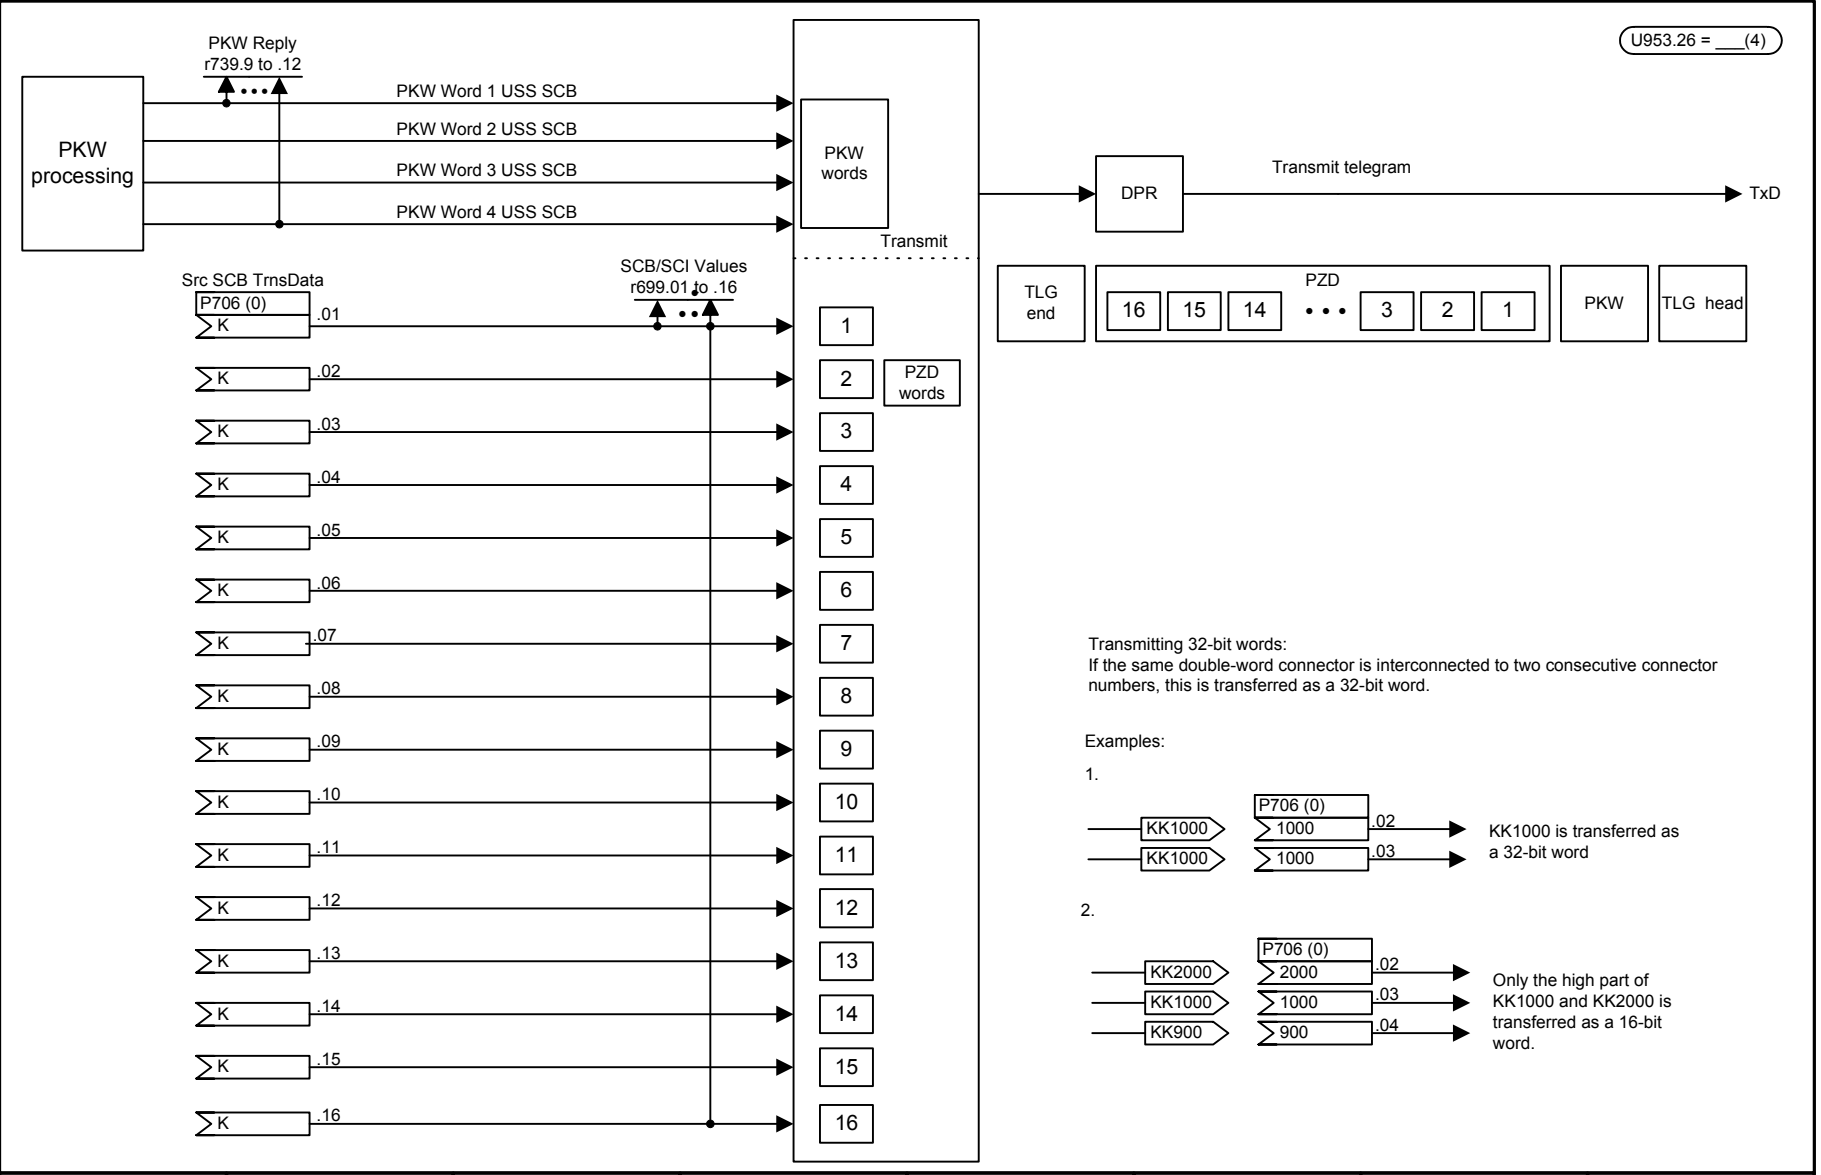 U953.26 = ___(4)
PKW Reply
r739.9 to .12
PKW
processing
PKW Word 1 USS SCB
PKW Word 2 USS SCB
PKW Word 3 USS SCB
PKW Word 4 USS SCB
PKW
words
Transmit
DPR
Transmit telegram
TxD
TLG
end
PZD
16 15 14 • • • 3 2 1
PKW
TLG head
Src SCB TrnsData
P706 (0)
SCB/SCI Values
r699.01 to .16
K .01 1
K .02 2
PZD
words
K .03 3
K .04 4
K .05 5
K .06 6
K .07 7
K .08 8
K .09 9
K .10 10
K .11 11
K .12 12
K .13 13
K .14 14
K .15 15
K .16 16
Transmitting 32-bit words:
If the same double-word connector is interconnected to two consecutive connector
numbers, this is transferred as a 32-bit word.
Examples:
1.
P706 (0)
KK1000 1000 .02
KK1000 1000 .03
KK1000 is transferred as
a 32-bit word
2.
P706 (0)
KK2000 2000 .02
KK1000 1000 .03
KK900 900 .04
Only the high part of
KK1000 and KK2000 is
transferred as a 16-bit
word.